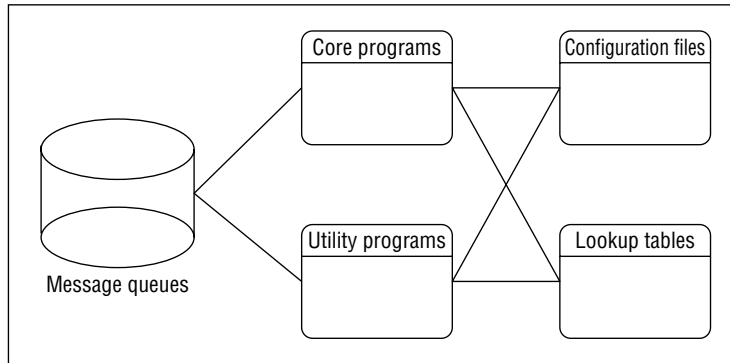 Core programs
Configuration files
Message queues
Utility programs
Lookup tables